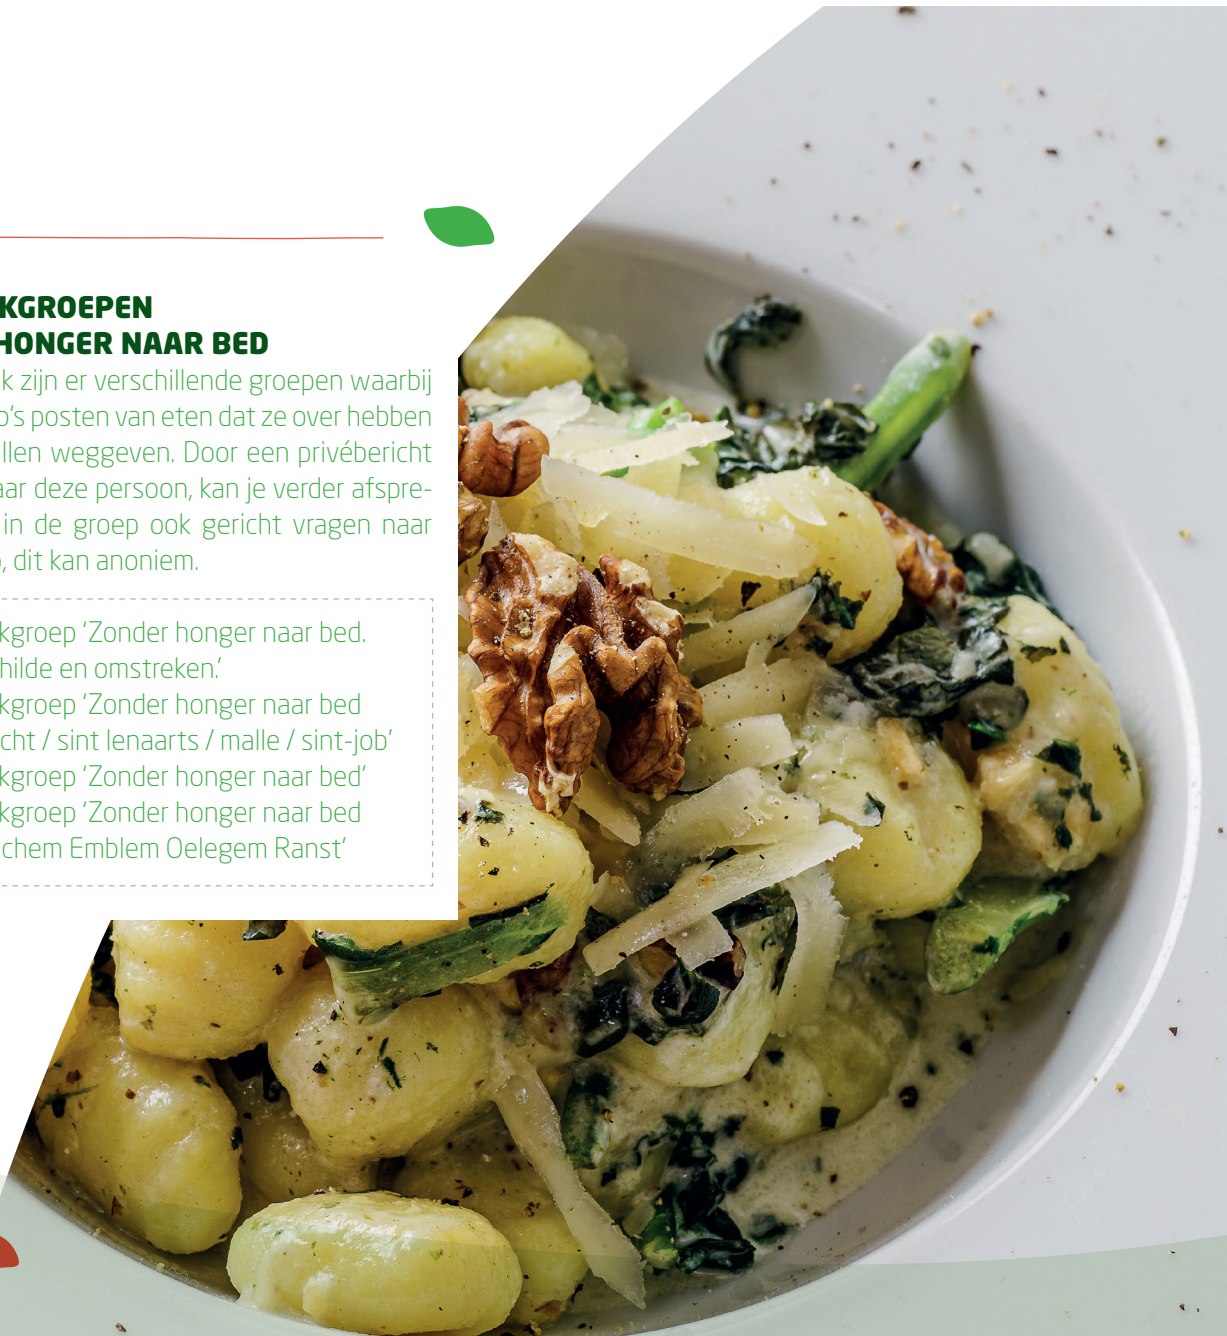 KGROEPEN
HONGER NAAR BED
k zijn er verschillende groepen waarbij
o's posten van eten dat ze over hebben
llen weggeven. Door een privébericht
aar deze persoon, kan je verder afspre-
in de groep ook gericht vragen naar
, dit kan anoniem.
kgroep ‘Zonder honger naar bed.
hilde en omstreken.’
kgroep ‘Zonder honger naar bed
cht / sint lenaarts / malle / sint-job’
kgroep ‘Zonder honger naar bed’
kgroep ‘Zonder honger naar bed
chem Emblem Oelegem Ranst’